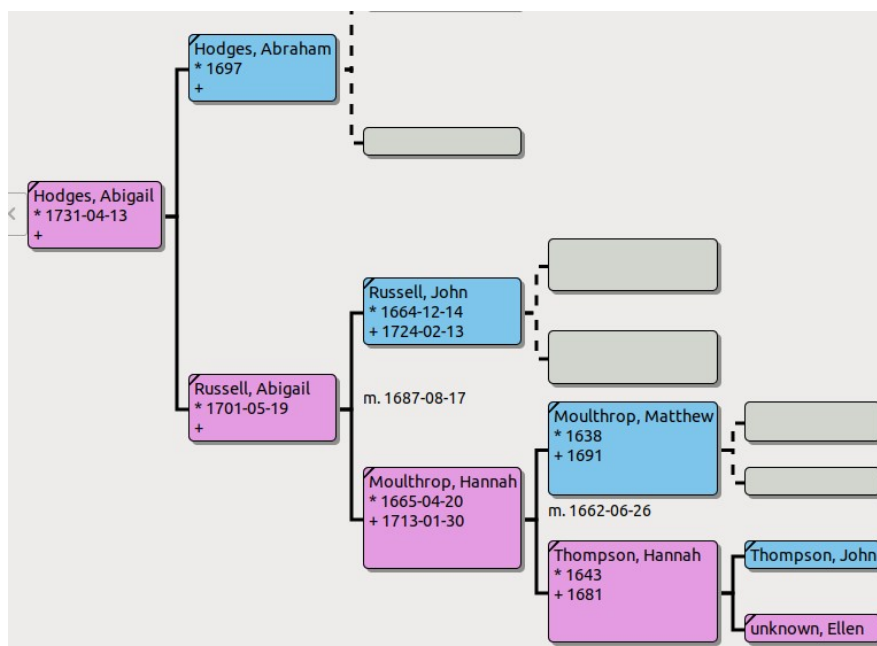 Hodges, Abraham
* 1697
+
Hodges, Abigail
* 1731-04-13
+
Russell, John
* 1664-12-14
+ 1724-02-13
Russell, Abigail
* 1701-05-19
+
m. 1687-08-17
Moulthrop, Matthew
* 1638
+ 1691
Moulthrop, Hannah
* 1665-04-20
+ 1713-01-30
m. 1662-06-26
Thompson, Hannah
* 1643
+ 1681
Thompson, John
unknown, Ellen